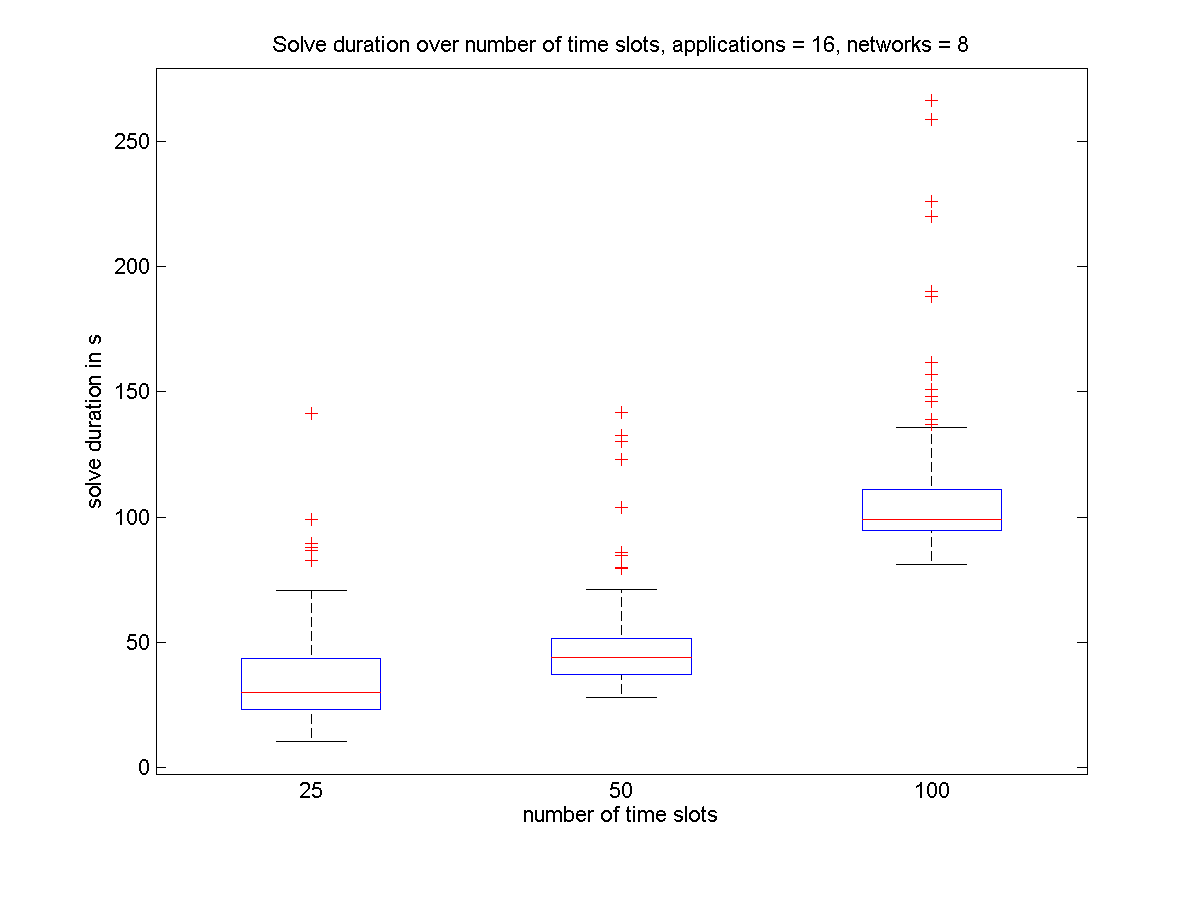 Solve duration over number of time slots, applications = 16, networks = 8
250
200
150
100
50
0
solve duration in s
25 50 100
number of time slots